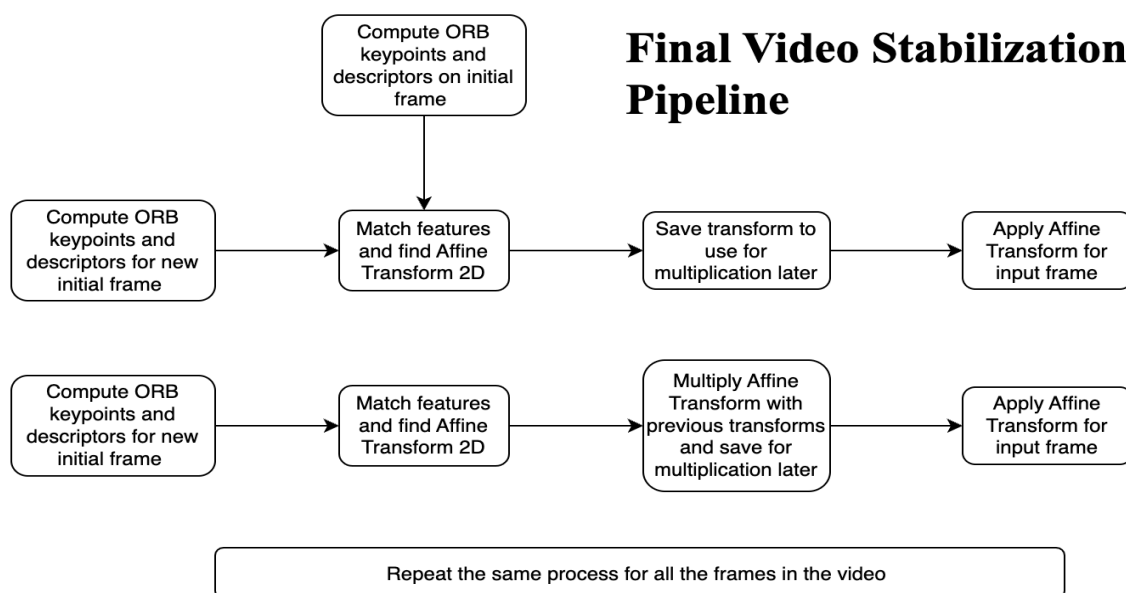 Compute ORB
keypoints and
descriptors on initial
frame
Final Video Stabilization
Pipeline
Compute ORB
keypoints and
descriptors for new
initial frame
Match features
and find Affine
Transform 2D
Save transform to
use for
multiplication later
Apply Affine
Transform for
input frame
Compute ORB
keypoints and
descriptors for new
initial frame
Match features
and find Affine
Transform 2D
Multiply Affine
Transform with
previous transforms
and save for
multiplication later
Apply Affine
Transform for
input frame
Repeat the same process for all the frames in the video